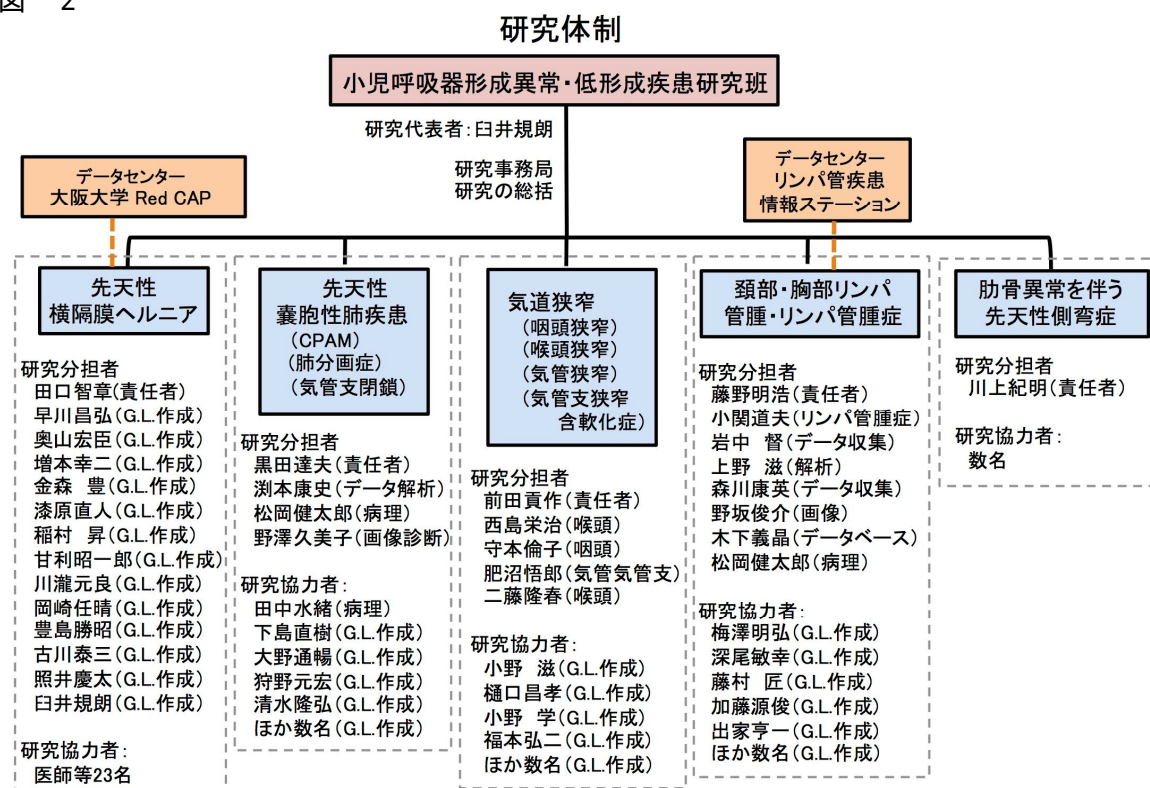 図 2
研究体制
小児呼吸器形成異常・低形成疾患研究班
研究代表者:臼井規朗
研究事務局
研究の総括
データセンター
大阪大学 Red CAP
データセンター
リンパ管疾患
情報ステーション
先天性
横隔膜ヘルニア
研究分担者
田口智章(責任者)
早川昌弘(G.L.作成)
奥山宏臣(G.L.作成)
増本幸二(G.L.作成)
金森 豊(G.L.作成)
漆原直人(G.L.作成)
稲村 昇(G.L.作成)
甘利昭一郎(G.L.作成)
川瀧元良(G.L.作成)
岡崎任晴(G.L.作成)
豊島勝昭(G.L.作成)
古川泰三(G.L.作成)
照井慶太(G.L.作成)
臼井規朗(G.L.作成)
研究協力者:
医師等23名
先天性
嚢胞性肺疾患
(CPAM)
(肺分画症)
(気管支閉鎖)
研究分担者
黒田達夫(責任者)
渕本康史(データ解析)
松岡健太郎(病理)
野澤久美子(画像診断)
研究協力者:
田中水緒(病理)
下島直樹(G.L.作成)
大野通暢(G.L.作成)
狩野元宏(G.L.作成)
清水隆弘(G.L.作成)
ほか数名(G.L.作成)
気道狭窄
(咽頭狭窄)
(喉頭狭窄)
(気管狭窄)
(気管支狭窄
含軟化症)
研究分担者
前田貢作(責任者)
西島栄治(喉頭)
守本倫子(咽頭)
肥沼悟郎(気管気管支)
二藤隆春(喉頭)
研究協力者:
小野 滋(G.L.作成)
樋口昌孝(G.L.作成)
小野 学(G.L.作成)
福本弘二(G.L.作成)
ほか数名(G.L.作成)
頚部・胸部リンパ
管腫・リンパ管腫症
研究分担者
藤野明浩(責任者)
小関道夫(リンパ管腫症)
岩中 督(データ収集)
上野 滋(解析)
森川康英(データ収集)
野坂俊介(画像)
木下義晶(データベース)
松岡健太郎(病理)
研究協力者:
梅澤明弘(G.L.作成)
深尾敏幸(G.L.作成)
藤村 匠(G.L.作成)
加藤源俊(G.L.作成)
出家亨一(G.L.作成)
ほか数名(G.L.作成)
肋骨異常を伴う
先天性側弯症
研究分担者
川上紀明(責任者)
研究協力者:
数名